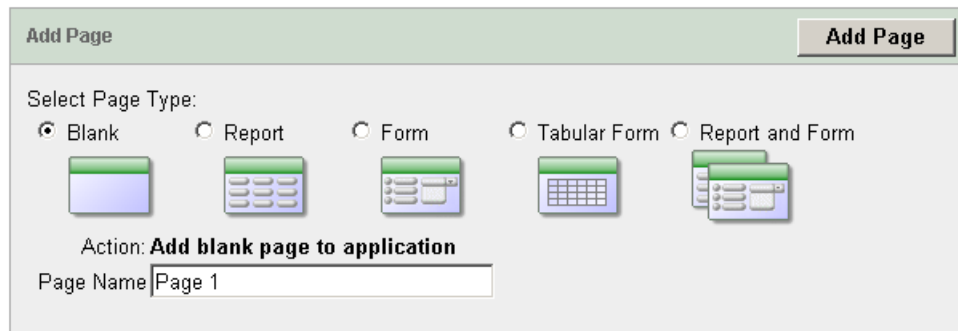 Add Page Add Page
Select Page Type:
Blank Report Form Tabular Form Report and Form
Action: Add blank page to application
Page Name Page 1